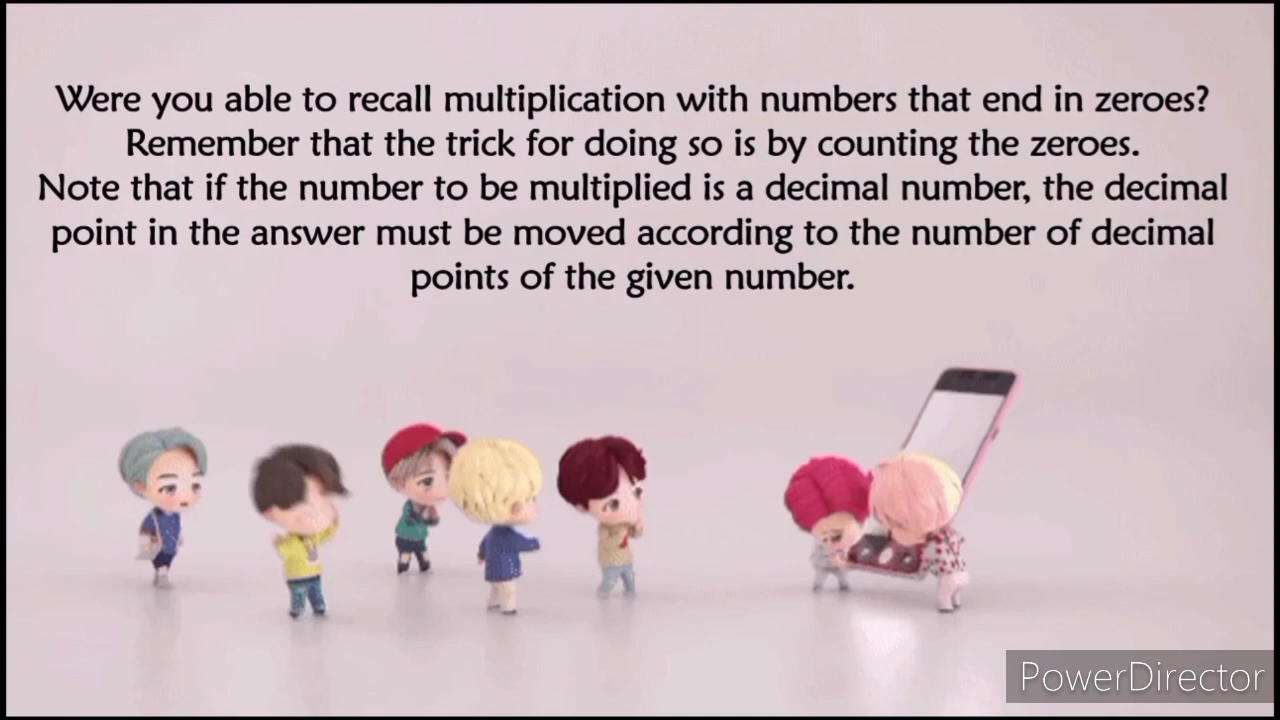 Were you able to recall multiplication with numbers that end in zeroes?
Remember that the trick for doing so is by counting the zeroes.
Note that if the number to be multiplied is a decimal number, the decimal
point in the answer must be moved according to the number of decimal
points of the given number.
PowerDirector